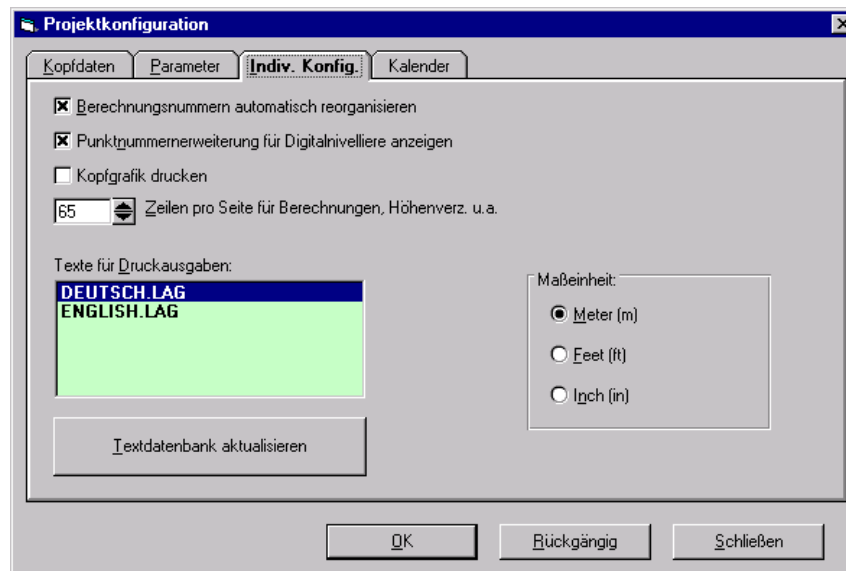 Projektkonfiguration
Kopfdaten
Parameter
Indiv. Konfig.
Kalender
Berechnungsnummern automatisch reorganisieren
Punktnummernerweiterung für Digitalnivelliere anzeigen
Kopfgrafik drucken
65 Zeilen pro Seite für Berechnungen, Höhenverz. u.a.
Texte für Druckausgaben:
DEUTSCH.LAG
ENGLISH.LAG
Textdatenbank aktualisieren
Maßeinheit:
Meter (m)
Feet (ft)
Inch (in)
OK
Rückgängig
Schließen